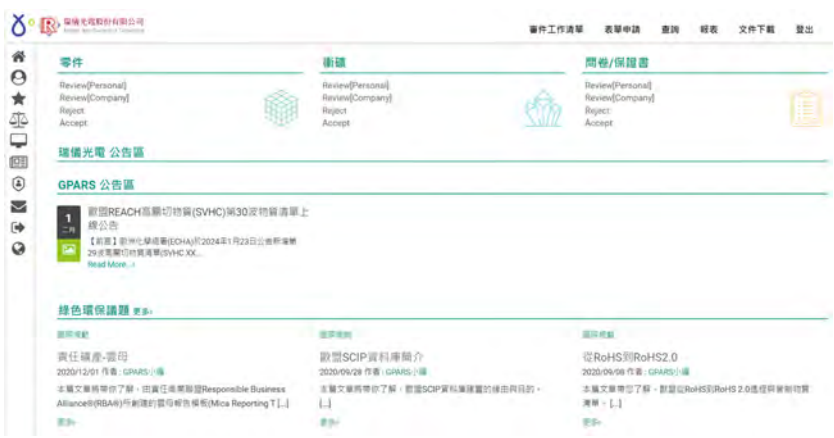 瑞儀光電股份有限公司
審件工作清單 表單申請 查詢 報表 文件下載 登出
零件
Review[Personal]
Review[Company]
Reject
Accept
衝礦
Review[Personal]
Review[Company]
Reject
Accept
問卷/保證書
Review[Personal]
Review[Company]
Reject
Accept
瑞儀光電 公告區
GPARS 公告區
1
二月
歐盟REACH高關切物質(SVHC)第30波物質清單上
線公告
【前言】歐洲化學總署(ECHA)於2024年1月23日公告新增第
29波高關切物質清單(SVHC XX...
Read More...›
綠色環保議題 更多›
國際規範
責任礦產-雲母
2020/12/01 作者: GPARS小編
本篇文章將帶你了解，由責任商業聯盟Responsible Business
Alliance®(RBA®)所創建的雲母報告模板(Mica Reporting T [...]
更多›
國際規範
歐盟SCIP資料庫簡介
2020/09/28 作者: GPARS小編
本篇文章將帶你了解，歐盟SCIP資料庫建置的緣由與目的。
[...]
更多›
國際規範
從RoHS到RoHS2.0
2020/09/08 作者: GPARS小編
本篇文章帶您了解，歐盟從RoHS到RoHS 2.0進程與管制物質
清單。 [...]
更多›